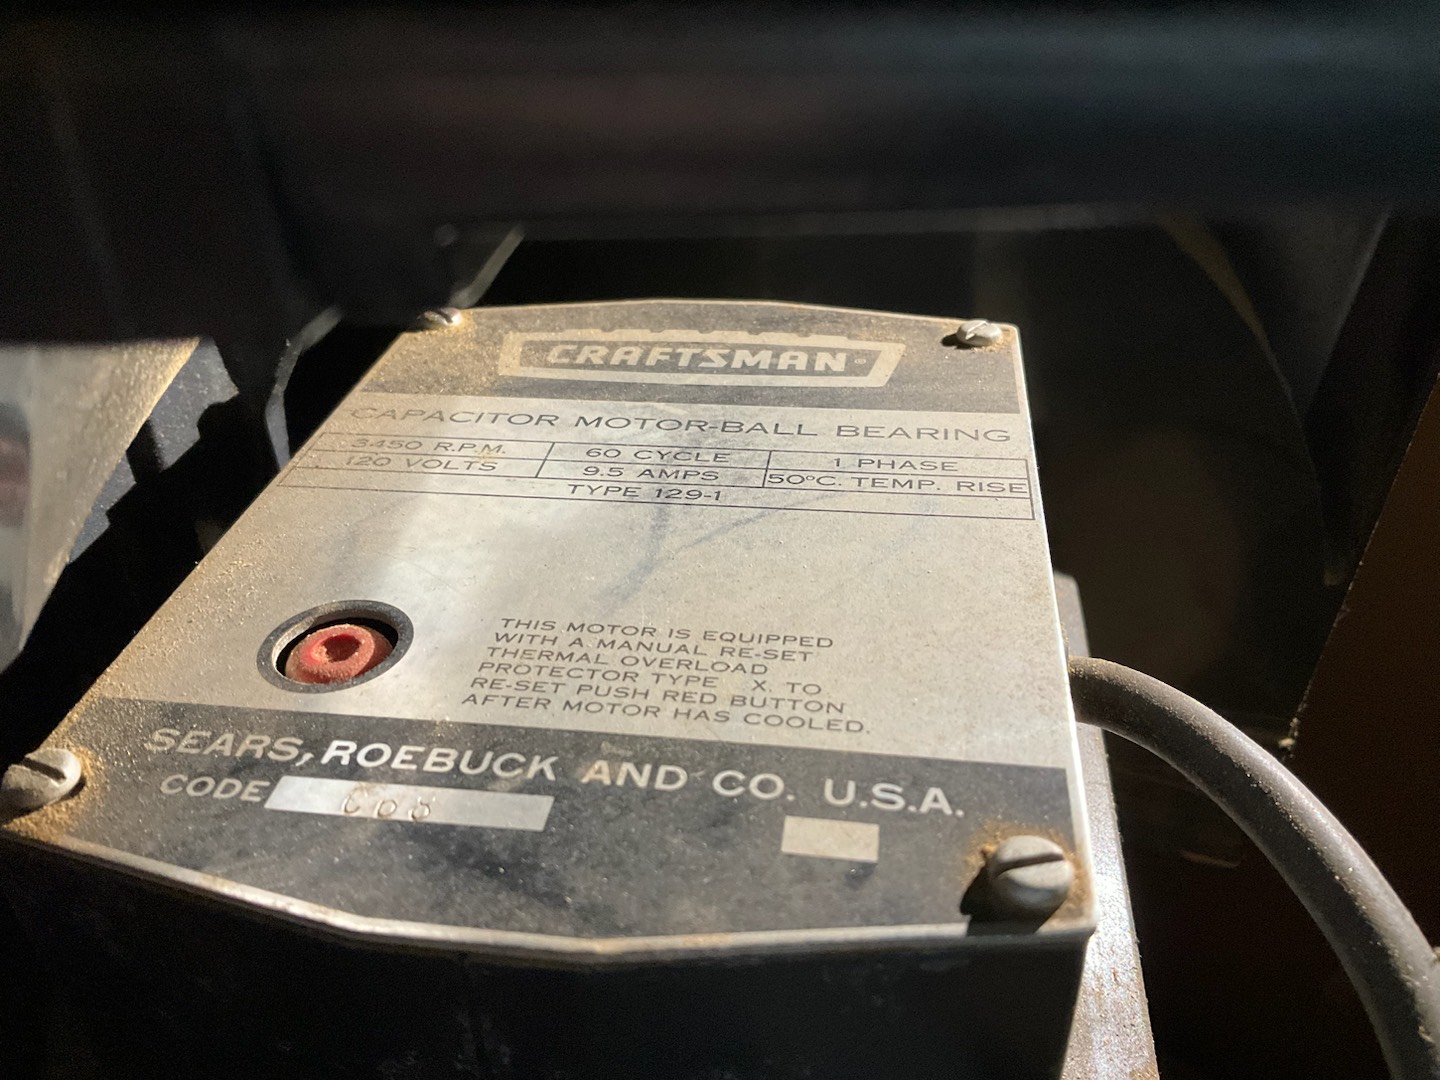 CRAFTSMAN®
CAPACITOR MOTOR-BALL BEARING
3450 R.P.M. 60 CYCLE 1 PHASE
120 VOLTS 9.5 AMPS 50°C. TEMP. RISE
TYPE 129-1
THIS MOTOR IS EQUIPPED
WITH A MANUAL RE-SET
THERMAL OVERLOAD
PROTECTOR TYPE X TO
RE-SET PUSH RED BUTTON
AFTER MOTOR HAS COOLED.
SEARS, ROEBUCK AND CO. U.S.A.
CODE C68